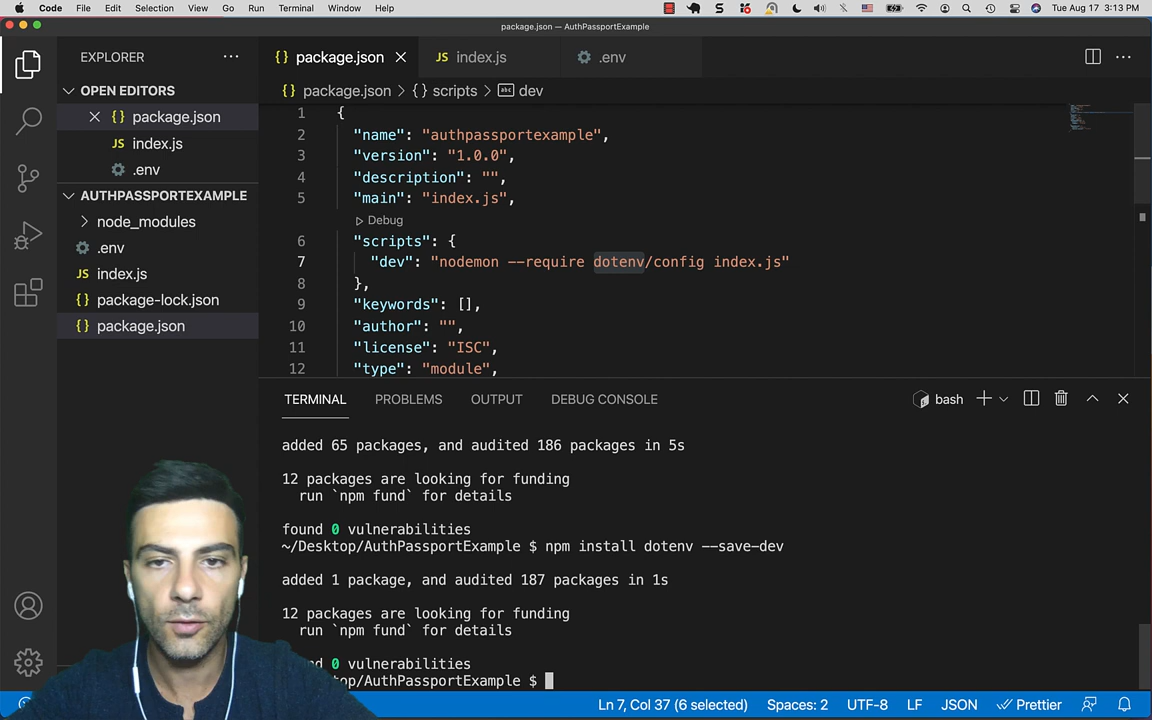 Code File Edit Selection View Go Run Terminal Window Help Tue Aug 17 3:13 PM
package.json — AuthPassportExample
EXPLORER
{} package.json
JS index.js
.env
OPEN EDITORS
{} package.json > {} scripts > abc dev
{} package.json
JS index.js
.env
AUTHPASSPORTEXAMPLE
node_modules
.env
JS index.js
{} package-lock.json
{} package.json
1 {
2 "name": "authpassportexample",
3 "version": "1.0.0",
4 "description": "",
5 "main": "index.js",
Debug
6 "scripts": {
7 "dev": "nodemon --require dotenv/config index.js"
8 },
9 "keywords": [],
10 "author": "",
11 "license": "ISC",
12 "type": "module",
TERMINAL PROBLEMS OUTPUT DEBUG CONSOLE bash
added 65 packages, and audited 186 packages in 5s
12 packages are looking for funding
run `npm fund` for details
found 0 vulnerabilities
~/Desktop/AuthPassportExample $ npm install dotenv --save-dev
added 1 package, and audited 187 packages in 1s
12 packages are looking for funding
run `npm fund` for details
nd 0 vulnerabilities
top/AuthPassportExample $
Ln 7, Col 37 (6 selected) Spaces: 2 UTF-8 LF JSON Prettier